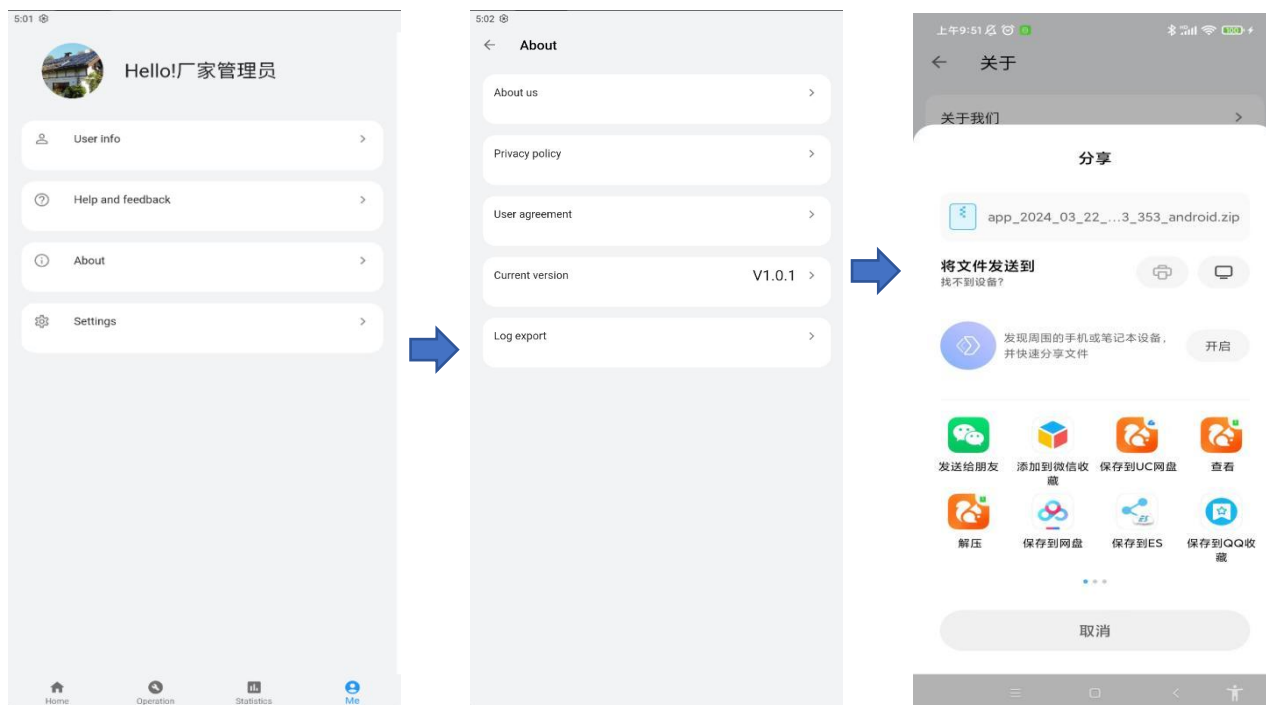 5:01
Hello!厂家管理员
User info
Help and feedback
About
Settings
Home
Operation
Statistics
Me
5:02
About
About us
Privacy policy
User agreement
Current version V1.0.1
Log export
上午9:51
100
关于
关于我们
分享
app_2024_03_22_...3_353_android.zip
将文件发送到
找不到设备?
发现周围的手机或笔记本设备，
并快速分享文件
开启
发送给朋友
添加到微信收
藏
保存到UC网盘
查看
解压
保存到网盘
ES
保存到ES
保存到QQ收
藏
取消